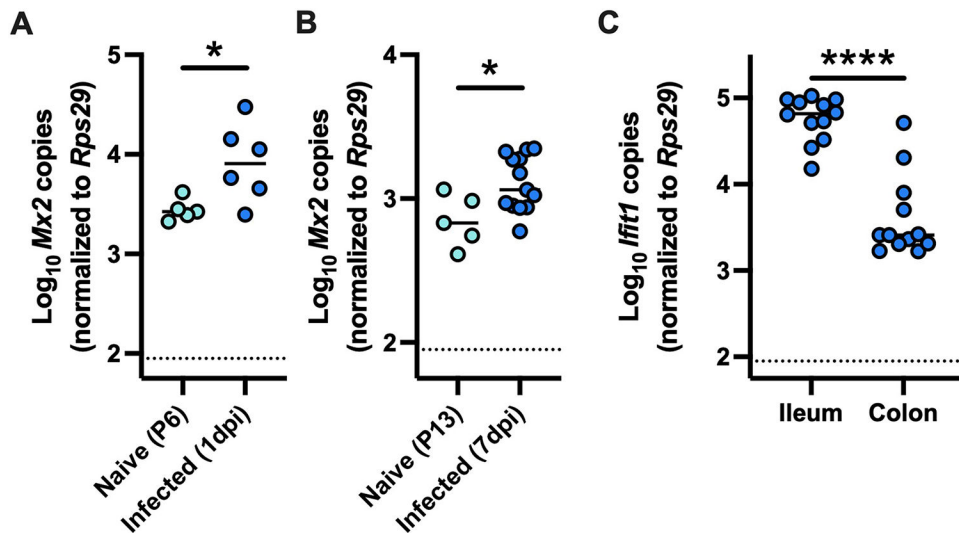 A
Log10 Mx2 copies
(normalized to Rps29)
5
4
3
2
*
Naive (P6)
Infected (1dpi)
B
Log10 Mx2 copies
(normalized to Rps29)
4
3
2
*
Naive (P13)
Infected (7dpi)
C
Log10 Ifit1 copies
(normalized to Rps29)
5
4
3
2
****
Ileum Colon